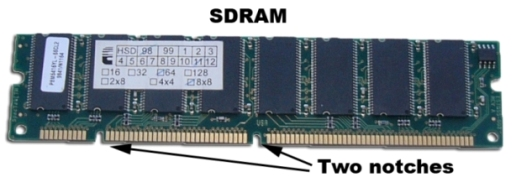 SDRAM
HSD 98 99 1 2 3
4 5 6 7 8 9 10 11 12
16 32 64 128
2x8 4x4 8x8
Two notches